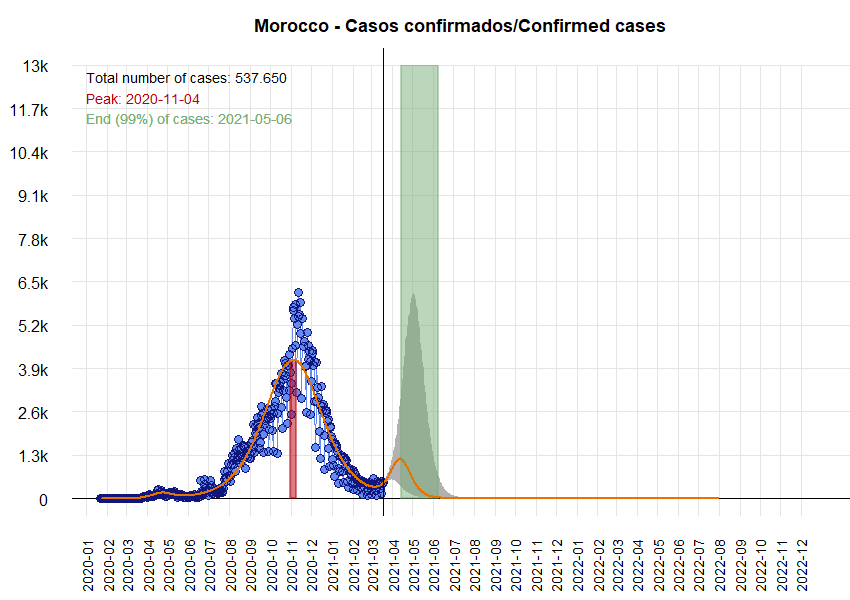 Morocco - Casos confirmados/Confirmed cases
13k
11.7k
10.4k
9.1k
7.8k
6.5k
5.2k
3.9k
2.6k
1.3k
0
Total number of cases: 537.650
Peak: 2020-11-04
End (99%) of cases: 2021-05-06
2020-01
2020-02
2020-03
2020-04
2020-05
2020-06
2020-07
2020-08
2020-09
2020-10
2020-11
2020-12
2021-01
2021-02
2021-03
2021-04
2021-05
2021-06
2021-07
2021-08
2021-09
2021-10
2021-11
2021-12
2022-01
2022-02
2022-03
2022-04
2022-05
2022-06
2022-07
2022-08
2022-09
2022-10
2022-11
2022-12